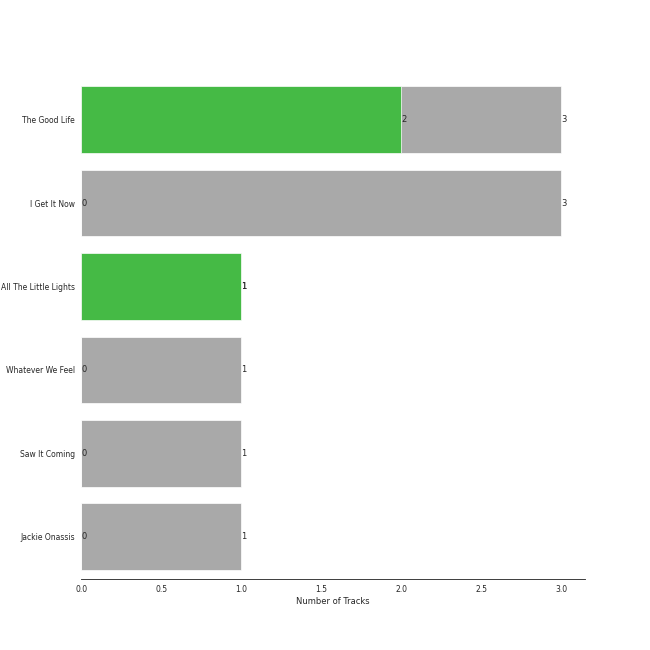 The Good Life 2 3
I Get It Now 0 3
All The Little Lights 1 1
Whatever We Feel 0 1
Saw It Coming 0 1
Jackie Onassis 0 1
0.0 0.5 1.0 1.5 2.0 2.5 3.0
Number of Tracks